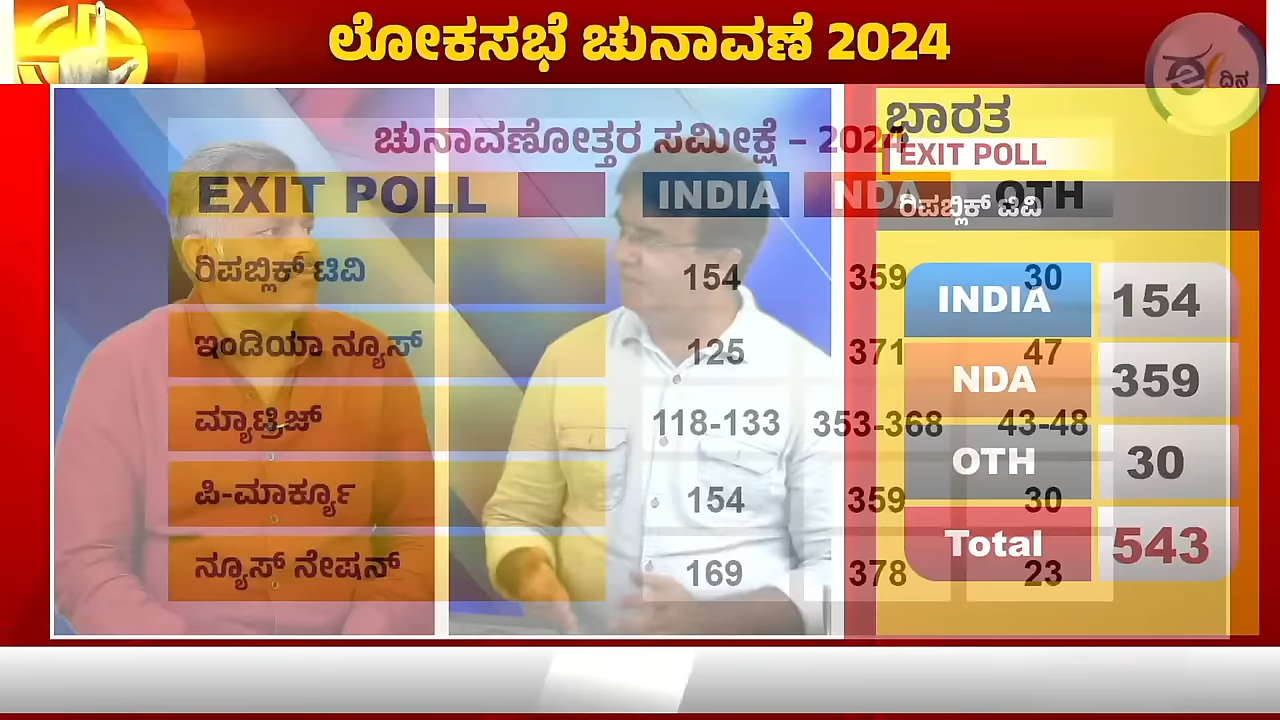 ಲೋಕಸಭೆ ಚುನಾವಣೆ 2024
ಈ ದಿನ
ಚುನಾವಣೋತ್ತರ ಸಮೀಕ್ಷೆ – 2024
EXIT POLL INDIA NDA OTH
ರಿಪಬ್ಲಿಕ್ ಟಿವಿ 154 359 30
ಇಂಡಿಯಾ ನ್ಯೂಸ್ 125 371 47
ಮ್ಯಾಟ್ರಿಜ್ 118-133 353-368 43-48
ಪಿ-ಮಾರ್ಕ್ಯೂ 154 359 30
ನ್ಯೂಸ್ ನೇಷನ್ 169 378 23
ಭಾರತ
EXIT POLL
ರಿಪಬ್ಲಿಕ್ ಟಿವಿ
INDIA 154
NDA 359
OTH 30
Total 543